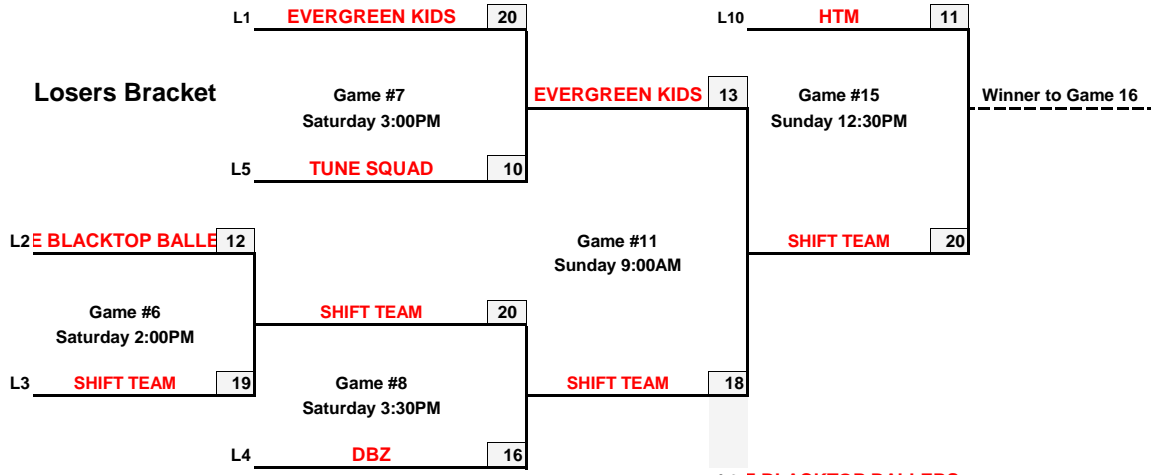 L1 EVERGREEN KIDS 20
L10 HTM 11
Losers Bracket
Game #7
Saturday 3:00PM
EVERGREEN KIDS 13
Game #15
Sunday 12:30PM
Winner to Game 16
L5 TUNE SQUAD 10
L2 E BLACKTOP BALLE 12
Game #11
Sunday 9:00AM
SHIFT TEAM 20
Game #6
Saturday 2:00PM
SHIFT TEAM 20
L3 SHIFT TEAM 19
Game #8
Saturday 3:30PM
SHIFT TEAM 18
L4 DBZ 16
BLACKTOP BALLERS